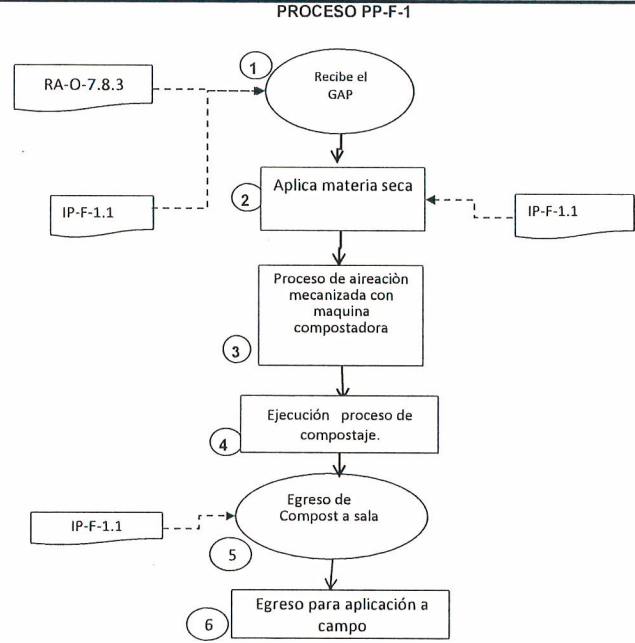 PROCESO PP-F-1
1
Recibe el
GAP
RA-O-7.8.3
2
Aplica materia seca
IP-F-1.1
IP-F-1.1
Proceso de aireaciòn
mecanizada con
maquina
compostadora
3
Ejecución proceso de
compostaje.
4
Egreso de
Compost a sala
IP-F-1.1
5
Egreso para aplicación a
campo
6